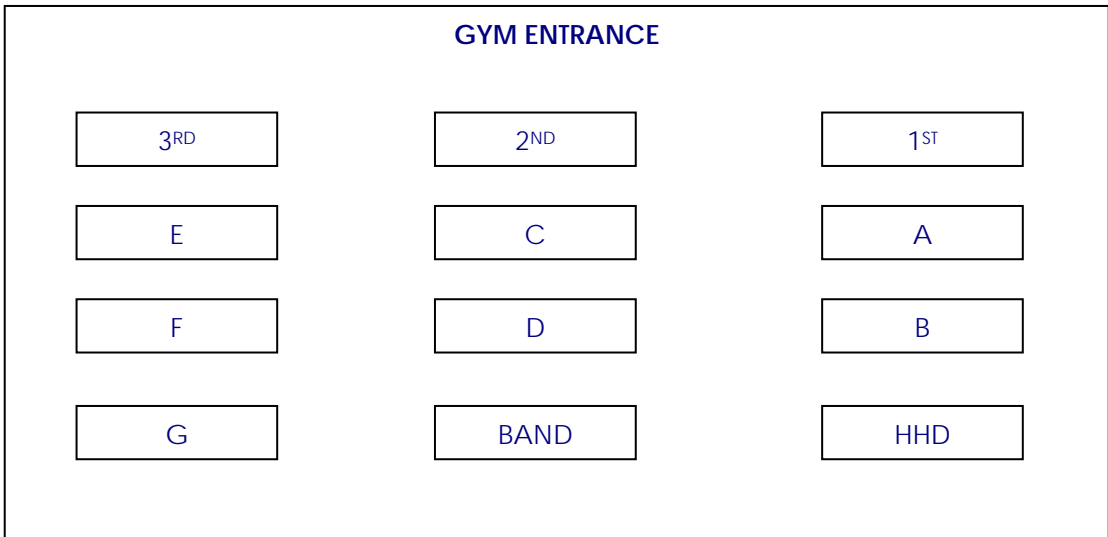 GYM ENTRANCE
3RD 2ND 1ST
E C A
F D B
G BAND HHD